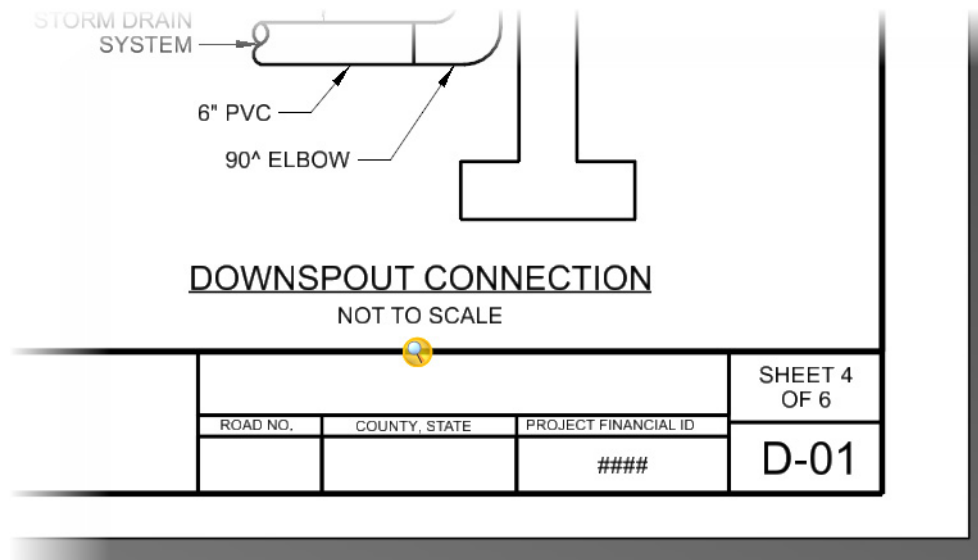 STORM DRAIN
SYSTEM
6" PVC
90^ ELBOW
DOWNSPOUT CONNECTION
NOT TO SCALE
SHEET 4
OF 6
ROAD NO.
COUNTY, STATE
PROJECT FINANCIAL ID
####
D-01